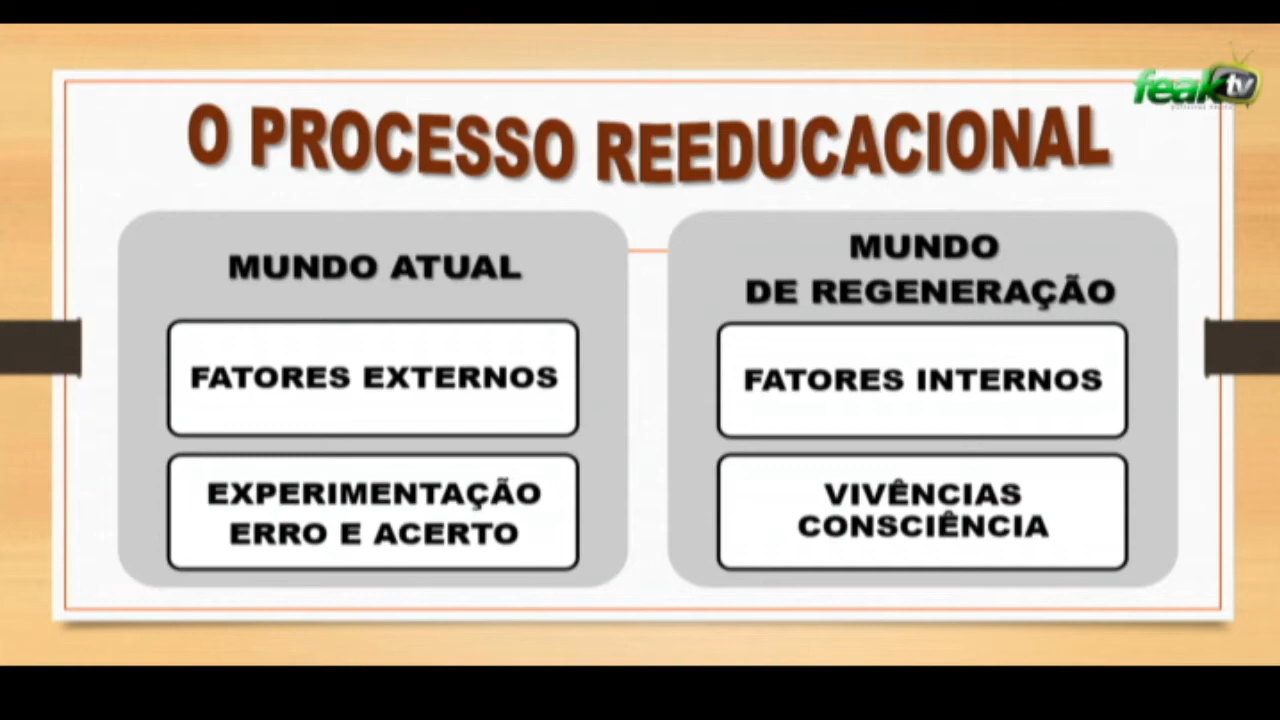 O PROCESSO REEDUCACIONAL
feak tv
MUNDO ATUAL
FATORES EXTERNOS
EXPERIMENTAÇÃO
ERRO E ACERTO
MUNDO
DE REGENERAÇÃO
FATORES INTERNOS
VIVÊNCIAS
CONSCIÊNCIA